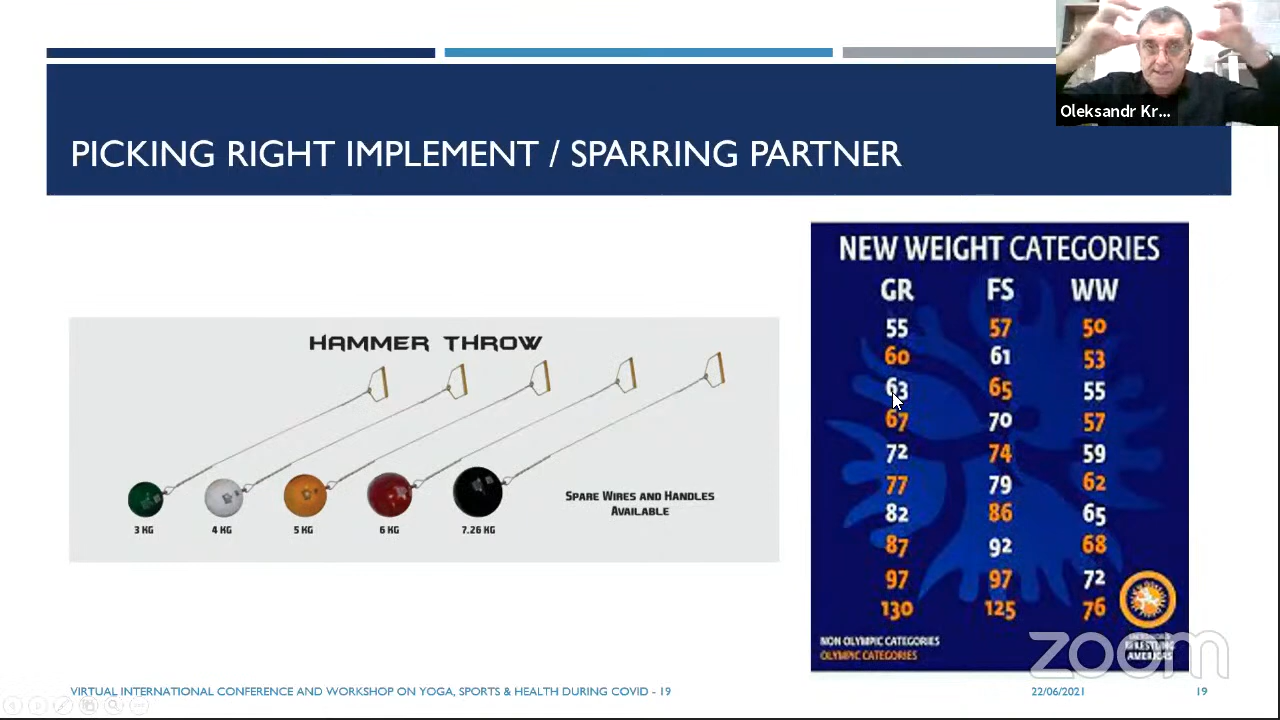 Oleksandr Kr...
PICKING RIGHT IMPLEMENT / SPARRING PARTNER
HAMMER THROW
3 KG 4 KG 5 KG 6 KG 7.26 KG
SPARE WIRES AND HANDLES
AVAILABLE
NEW WEIGHT CATEGORIES
GR FS WW
55 57 50
60 61 53
63 65 55
67 70 57
72 74 59
77 79 62
82 86 65
87 92 68
97 97 72
130 125 76
NON OLYMPIC CATEGORIES
OLYMPIC CATEGORIES
WRESTLING
AMERICAS
zoom
VIRTUAL INTERNATIONAL CONFERENCE AND WORKSHOP ON YOGA, SPORTS & HEALTH DURING COVID - 19
22/06/2021
19